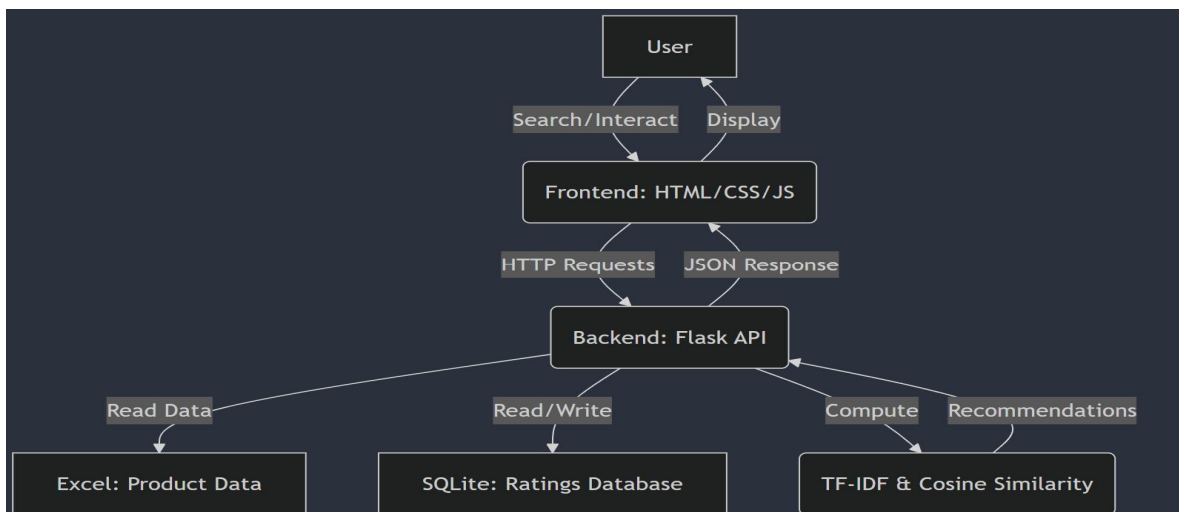 User
Search/Interact
Display
Frontend: HTML/CSS/JS
HTTP Requests
JSON Response
Backend: Flask API
Read Data
Read/Write
Compute
Recommendations
Excel: Product Data
SQLite: Ratings Database
TF-IDF & Cosine Similarity